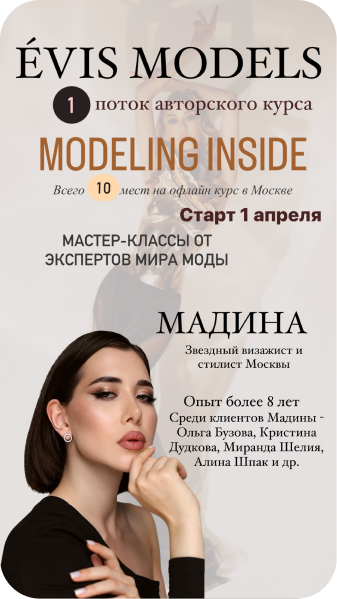 ÉVIS MODELS
1 поток авторского курса
MODELING INSIDE
Всего 10 мест на офлайн курс в Москве
Старт 1 апреля
МАСТЕР-КЛАССЫ ОТ
ЭКСПЕРТОВ МИРА МОДЫ
МАДИНА
Звездный визажист и
стилист Москвы
Опыт более 8 лет
Среди клиентов Мадины -
Ольга Бузова, Кристина
Дудкова, Миранда Шелия,
Алина Шпак и др.